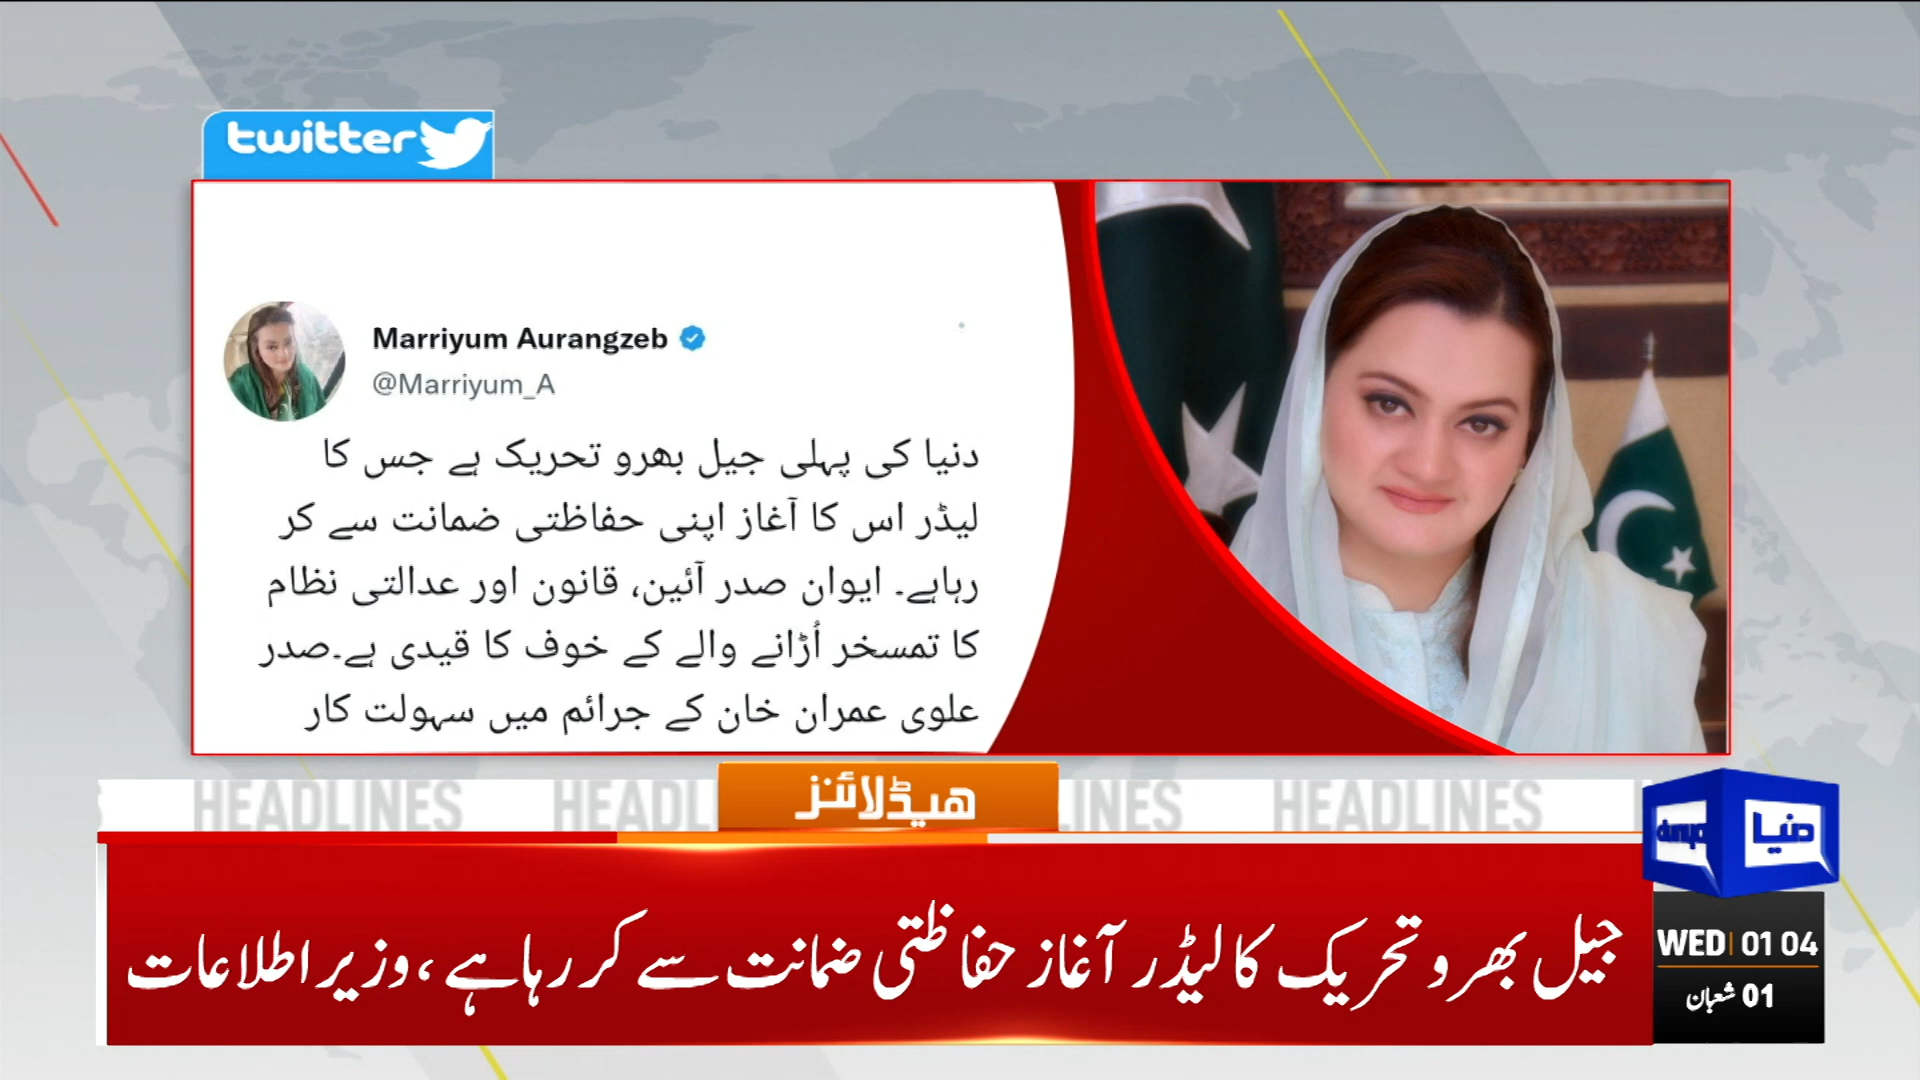 twitter
Marriyum Aurangzeb
@Marriyum_A
دنیا کی پہلی جیل بھرو تحریک ہے جس کا
لیڈر اس کا آغاز اپنی حفاظتی ضمانت سے کر
رہاہے۔ ایوان صدر آئین، قانون اور عدالتی نظام
کا تمسخر اُڑانے والے کے خوف کا قیدی ہے۔صدر
علوی عمران خان کے جرائم میں سہولت کار
HEADLINES HEADL INES HEADLINES
ھیڈلائنز
دنیا
dunya
جیل بھرو تحریک کا لیڈر آغاز حفاظتی ضمانت سے کر رہا ہے، وزیر اطلاعات
WED 01 04
01 شعبان